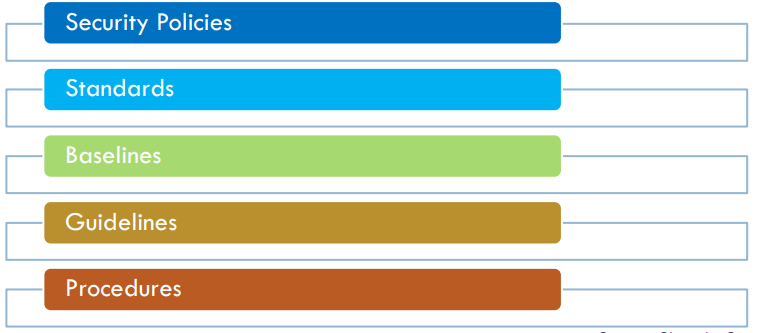 Security Policies
Standards
Baselines
Guidelines
Procedures